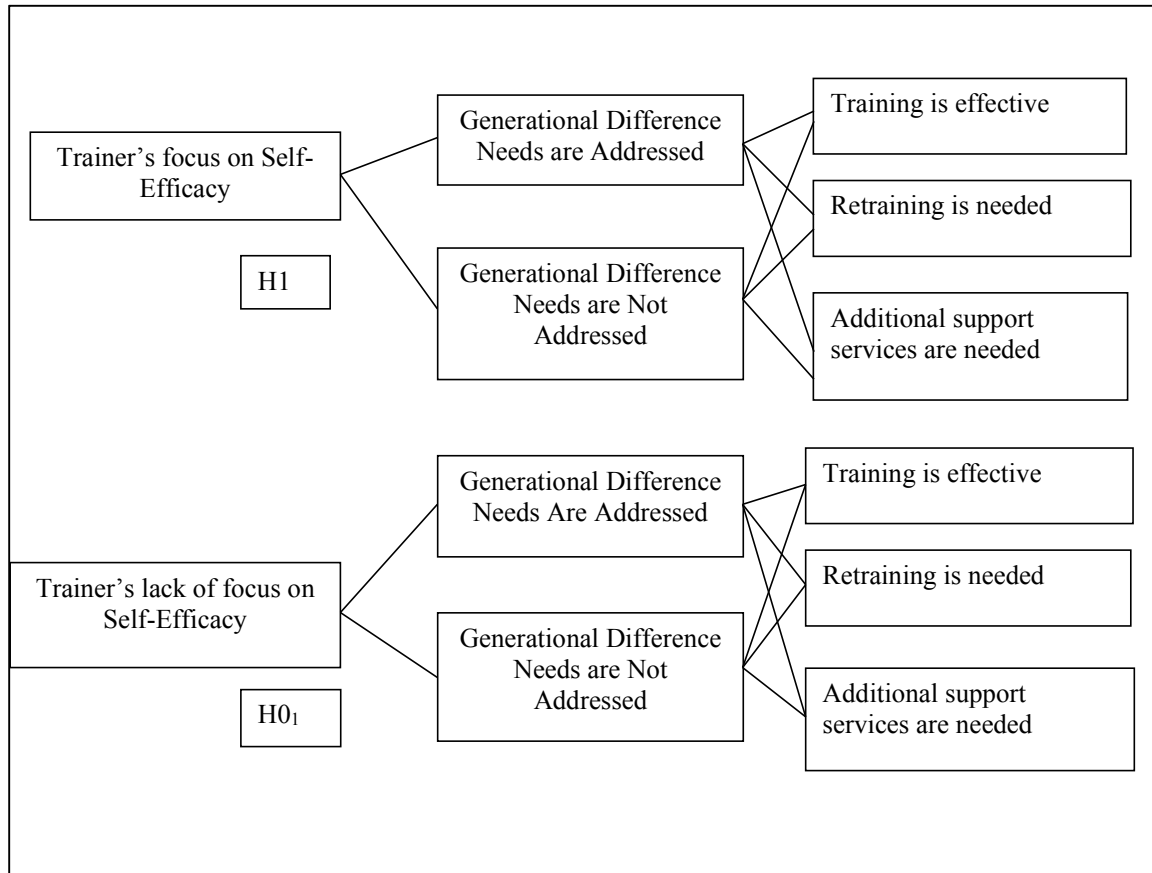 Trainer’s focus on Self-
Efficacy
H1
Generational Difference
Needs are Addressed
Generational Difference
Needs are Not
Addressed
Training is effective
Retraining is needed
Additional support
services are needed
Trainer’s lack of focus on
Self-Efficacy
H0₁
Generational Difference
Needs Are Addressed
Generational Difference
Needs are Not
Addressed
Training is effective
Retraining is needed
Additional support
services are needed